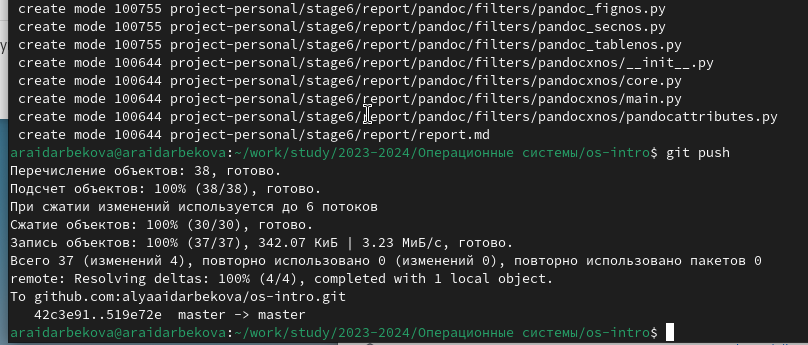 create mode 100755 project-personal/stage6/report/pandoc/filters/pandoc_fignos.py
create mode 100755 project-personal/stage6/report/pandoc/filters/pandoc_secnos.py
create mode 100755 project-personal/stage6/report/pandoc/filters/pandoc_tablenos.py
create mode 100644 project-personal/stage6/report/pandoc/filters/pandocxnos/__init__.py
create mode 100644 project-personal/stage6/report/pandoc/filters/pandocxnos/core.py
create mode 100644 project-personal/stage6/report/pandoc/filters/pandocxnos/main.py
create mode 100644 project-personal/stage6/report/pandoc/filters/pandocxnos/pandocattributes.py
create mode 100644 project-personal/stage6/report/report.md
araidarbekova@araidarbekova:~/work/study/2023-2024/Операционные системы/os-intro$ git push
Перечисление объектов: 38, готово.
Подсчет объектов: 100% (38/38), готово.
При сжатии изменений используется до 6 потоков
Сжатие объектов: 100% (30/30), готово.
Запись объектов: 100% (37/37), 342.07 КиБ | 3.23 МиБ/с, готово.
Всего 37 (изменений 4), повторно использовано 0 (изменений 0), повторно использовано пакетов 0
remote: Resolving deltas: 100% (4/4), completed with 1 local object.
To github.com:alyaaidarbekova/os-intro.git
42c3e91..519e72e master -> master
araidarbekova@araidarbekova:~/work/study/2023-2024/Операционные системы/os-intro$